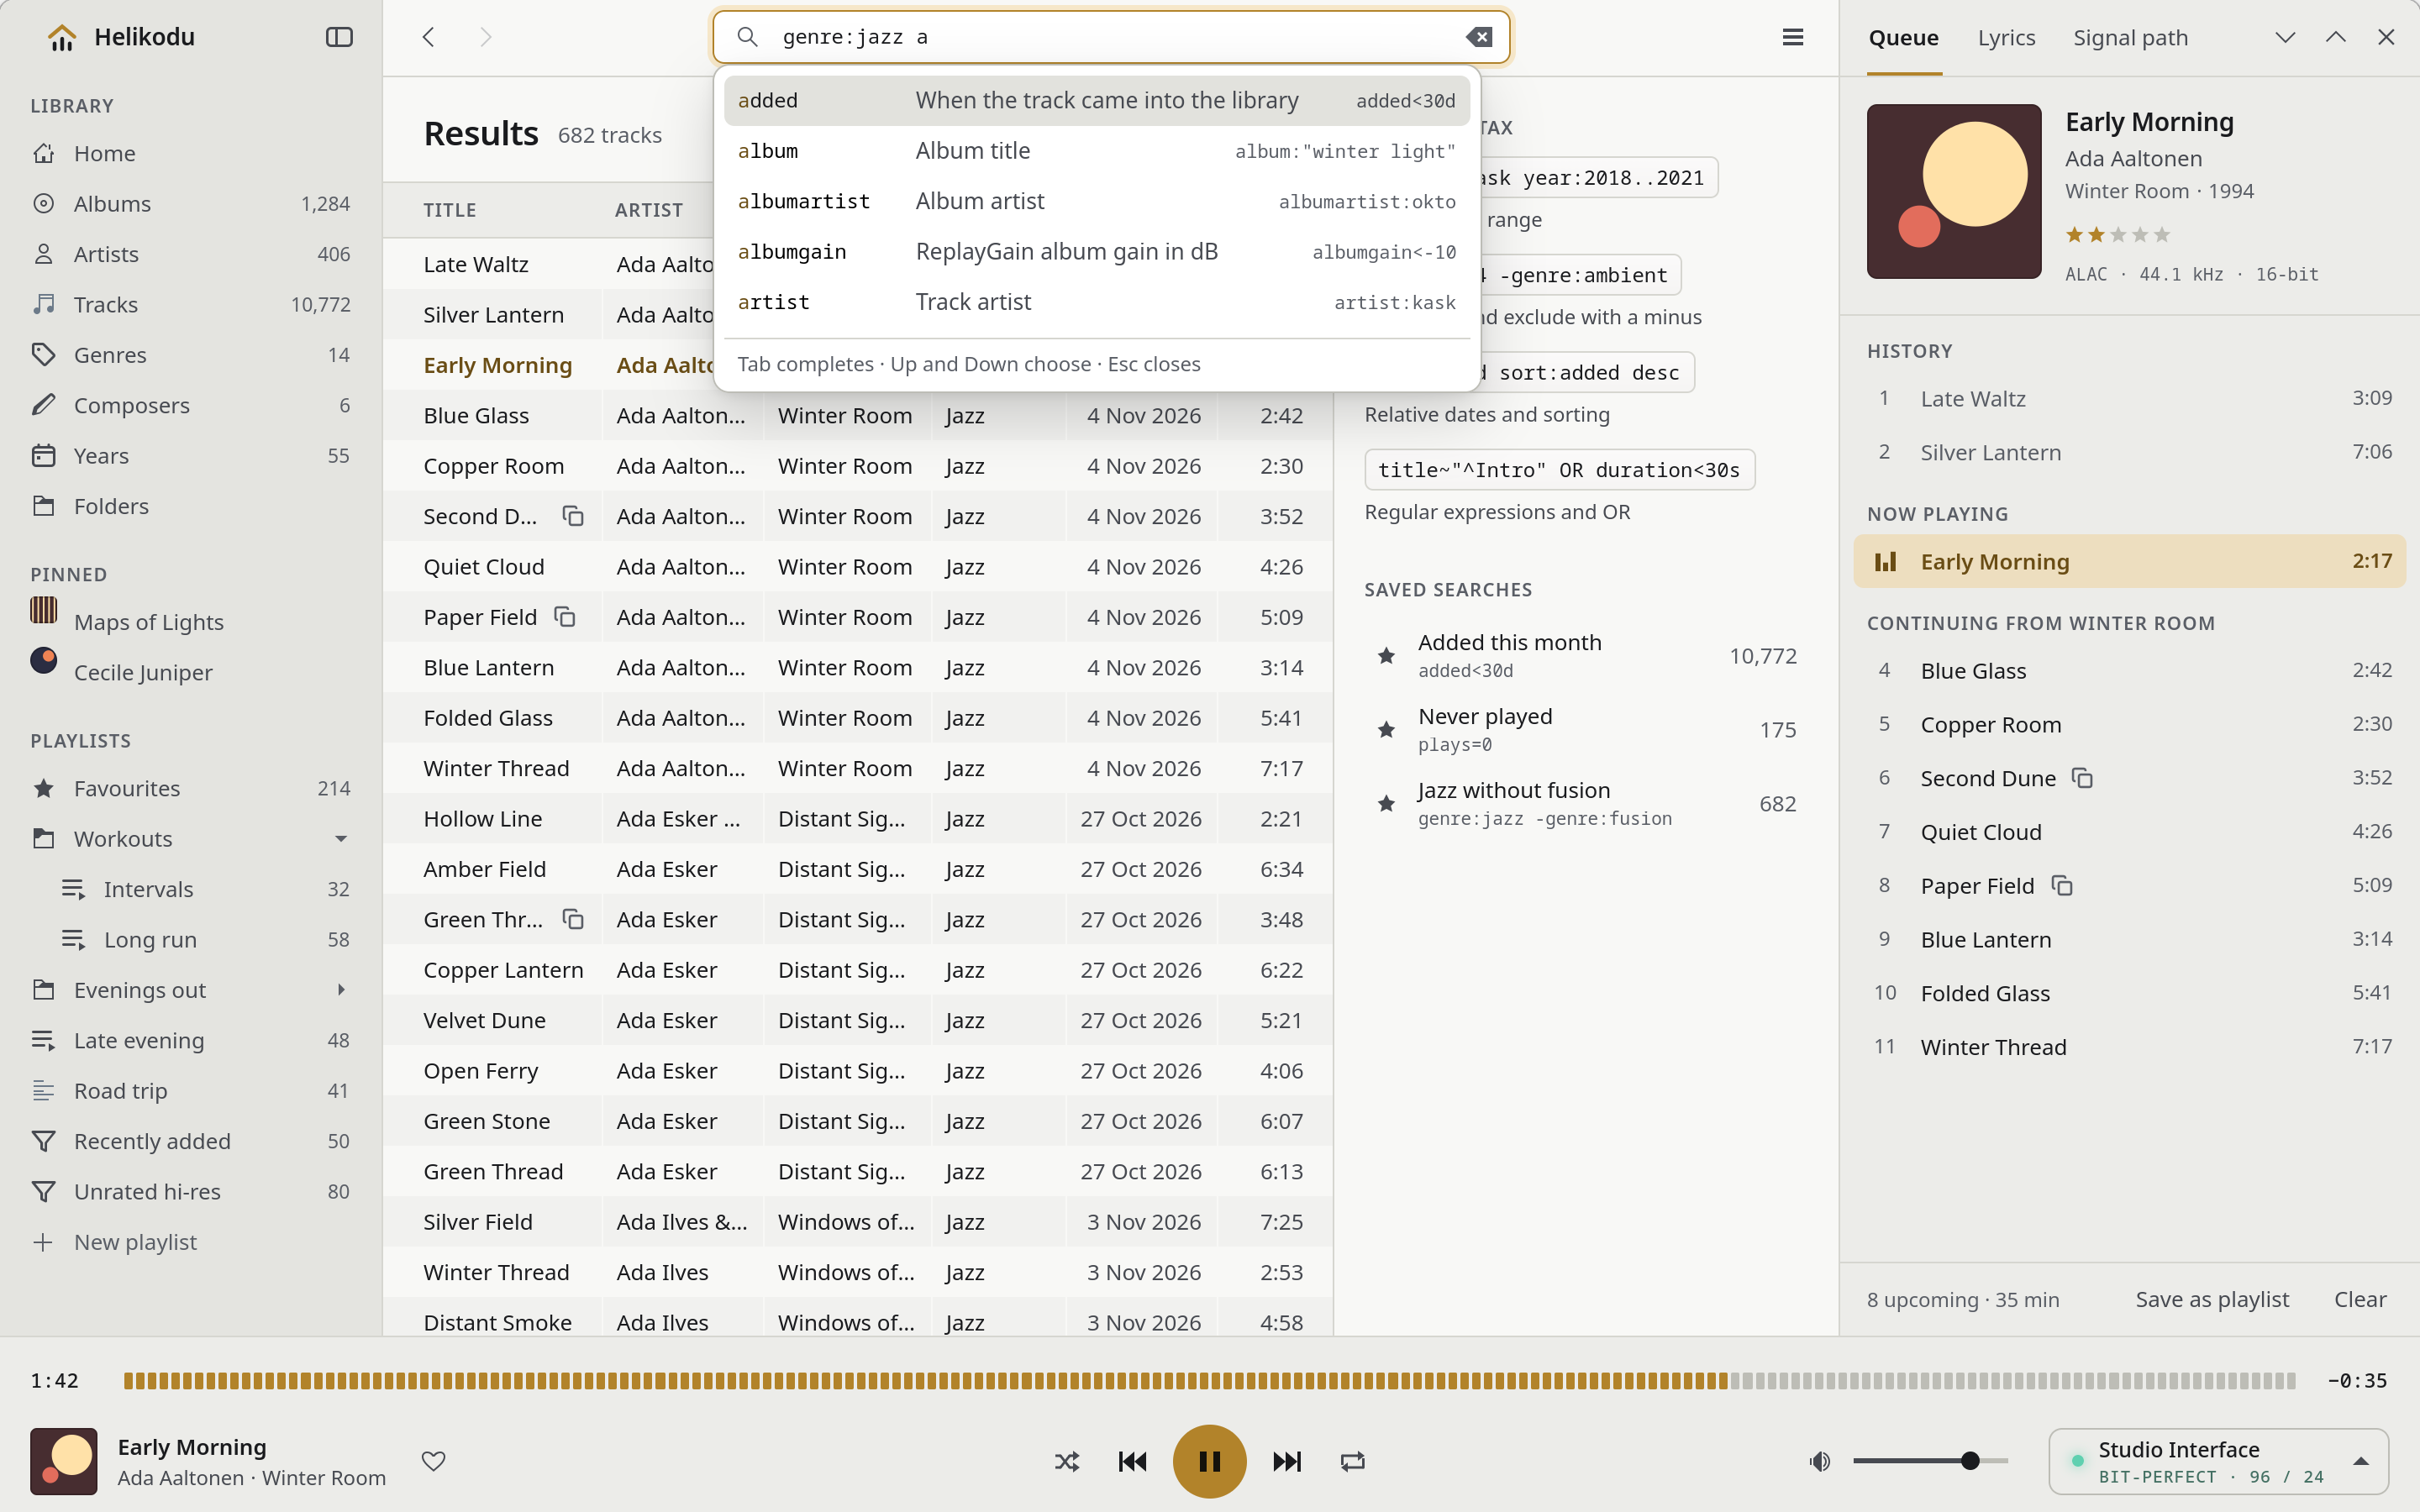 Helikodu
LIBRARY
Home
Albums 1,284
Artists 406
Tracks 10,772
Genres 14
Composers 6
Years 55
Folders
PINNED
Maps of Lights
Cecile Juniper
PLAYLISTS
Favourites 214
Workouts
Intervals 32
Long run 58
Evenings out
Late evening 48
Road trip 41
Recently added 50
Unrated hi-res 80
New playlist
genre:jazz a
added When the track came into the library added<30d
album Album title album:"winter light"
albumartist Album artist albumartist:okto
albumgain ReplayGain album gain in dB albumgain<-10
artist Track artist artist:kask
Tab completes · Up and Down choose · Esc closes
Results 682 tracks
TITLE ARTIST
Late Waltz Ada Aalto
Silver Lantern Ada Aalto
Early Morning Ada Aalto
Blue Glass Ada Aalton... Winter Room Jazz 4 Nov 2026 2:42
Copper Room Ada Aalton... Winter Room Jazz 4 Nov 2026 2:30
Second D... Ada Aalton... Winter Room Jazz 4 Nov 2026 3:52
Quiet Cloud Ada Aalton... Winter Room Jazz 4 Nov 2026 4:26
Paper Field Ada Aalton... Winter Room Jazz 4 Nov 2026 5:09
Blue Lantern Ada Aalton... Winter Room Jazz 4 Nov 2026 3:14
Folded Glass Ada Aalton... Winter Room Jazz 4 Nov 2026 5:41
Winter Thread Ada Aalton... Winter Room Jazz 4 Nov 2026 7:17
Hollow Line Ada Esker ... Distant Sig... Jazz 27 Oct 2026 2:21
Amber Field Ada Esker Distant Sig... Jazz 27 Oct 2026 6:34
Green Thr... Ada Esker Distant Sig... Jazz 27 Oct 2026 3:48
Copper Lantern Ada Esker Distant Sig... Jazz 27 Oct 2026 6:22
Velvet Dune Ada Esker Distant Sig... Jazz 27 Oct 2026 5:21
Open Ferry Ada Esker Distant Sig... Jazz 27 Oct 2026 4:06
Green Stone Ada Esker Distant Sig... Jazz 27 Oct 2026 6:07
Green Thread Ada Esker Distant Sig... Jazz 27 Oct 2026 6:13
Silver Field Ada Ilves &... Windows of... Jazz 3 Nov 2026 7:25
Winter Thread Ada Ilves Windows of... Jazz 3 Nov 2026 2:53
Distant Smoke Ada Ilves Windows of... Jazz 3 Nov 2026 4:58
TAX
ask year:2018..2021
range
-genre:ambient
nd exclude with a minus
d sort:added desc
Relative dates and sorting
title~"^Intro" OR duration<30s
Regular expressions and OR
SAVED SEARCHES
Added this month 10,772
added<30d
Never played 175
plays=0
Jazz without fusion 682
genre:jazz -genre:fusion
Queue Lyrics Signal path
Early Morning
Ada Aaltonen
Winter Room · 1994
ALAC · 44.1 kHz · 16-bit
HISTORY
1 Late Waltz 3:09
2 Silver Lantern 7:06
NOW PLAYING
Early Morning 2:17
CONTINUING FROM WINTER ROOM
4 Blue Glass 2:42
5 Copper Room 2:30
6 Second Dune 3:52
7 Quiet Cloud 4:26
8 Paper Field 5:09
9 Blue Lantern 3:14
10 Folded Glass 5:41
11 Winter Thread 7:17
8 upcoming · 35 min Save as playlist Clear
1:42 −0:35
Early Morning
Ada Aaltonen · Winter Room
Studio Interface
BIT-PERFECT · 96 / 24